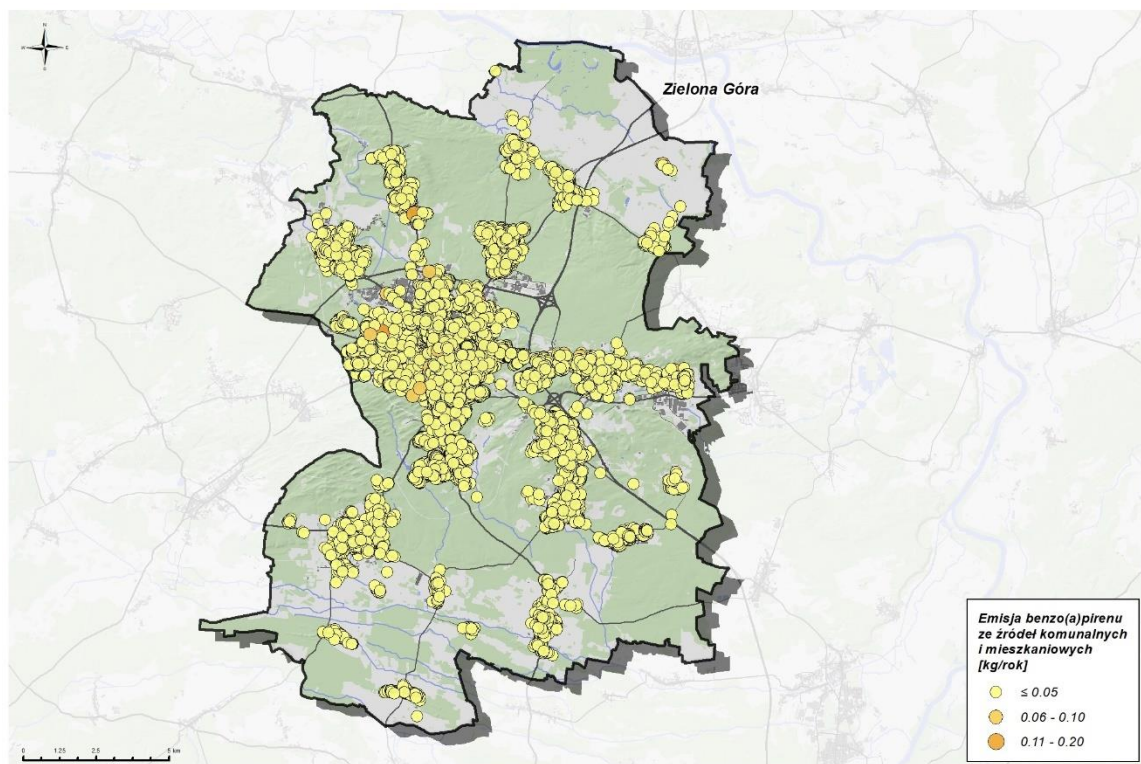 N
W E
S
Zielona Góra
Emisja benzo(a)pirenu
ze źródeł komunalnych
i mieszkaniowych
[kg/rok]
≤ 0.05
0.06 - 0.10
0.11 - 0.20
0 1.25 2.5 5 km